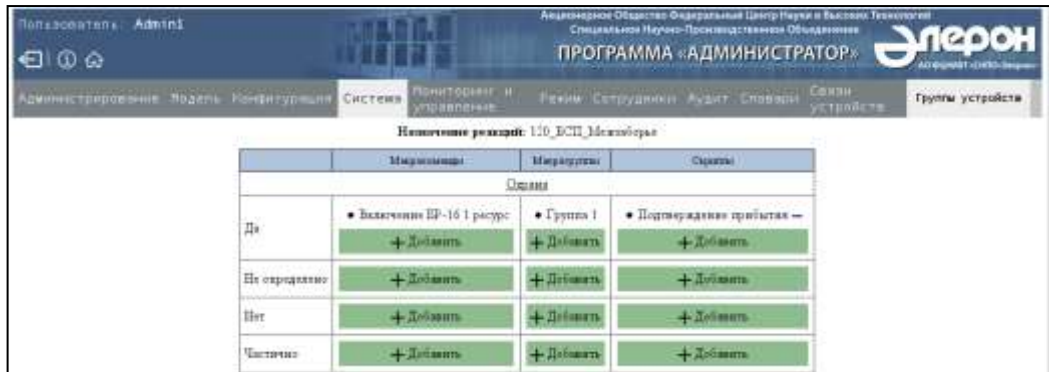 Пользователь: Admin1
Акционерное Общество Федеральный Центр Науки и Высоких Технологий
Специальное Научно-Производственное Объединение
ПРОГРАММА «АДМИНИСТРАТОР»
Элерон
Администрирование Модель Конфигурация Система Мониторинг и управление Режим Сотрудники Аудит Словари Связи устройств Группы устройств
Назначение реакций:
Макрокоманды Макрогруппы Скрипты
Охрана
Да
• Включение БР-16 1 ресурс • Группа 1 • Подтверждение прибытия —
+ Добавить + Добавить + Добавить
Не определено + Добавить + Добавить + Добавить
Нет + Добавить + Добавить + Добавить
Частично + Добавить + Добавить + Добавить